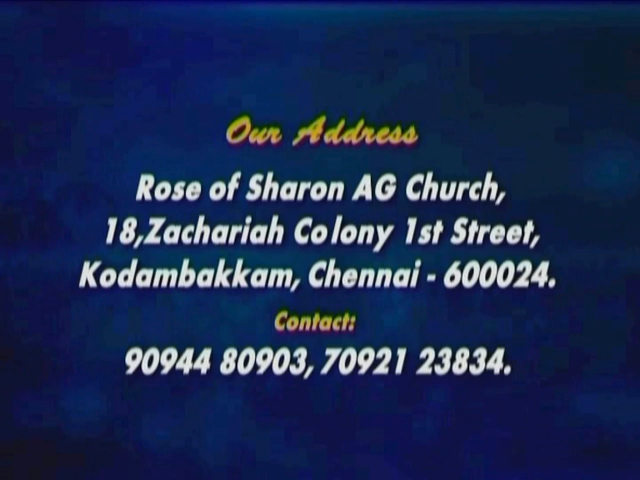 Our Address
Rose of Sharon AG Church,
18,Zachariah Colony 1st Street,
Kodambakkam, Chennai - 600024.
Contact:
90944 80903, 70921 23834.